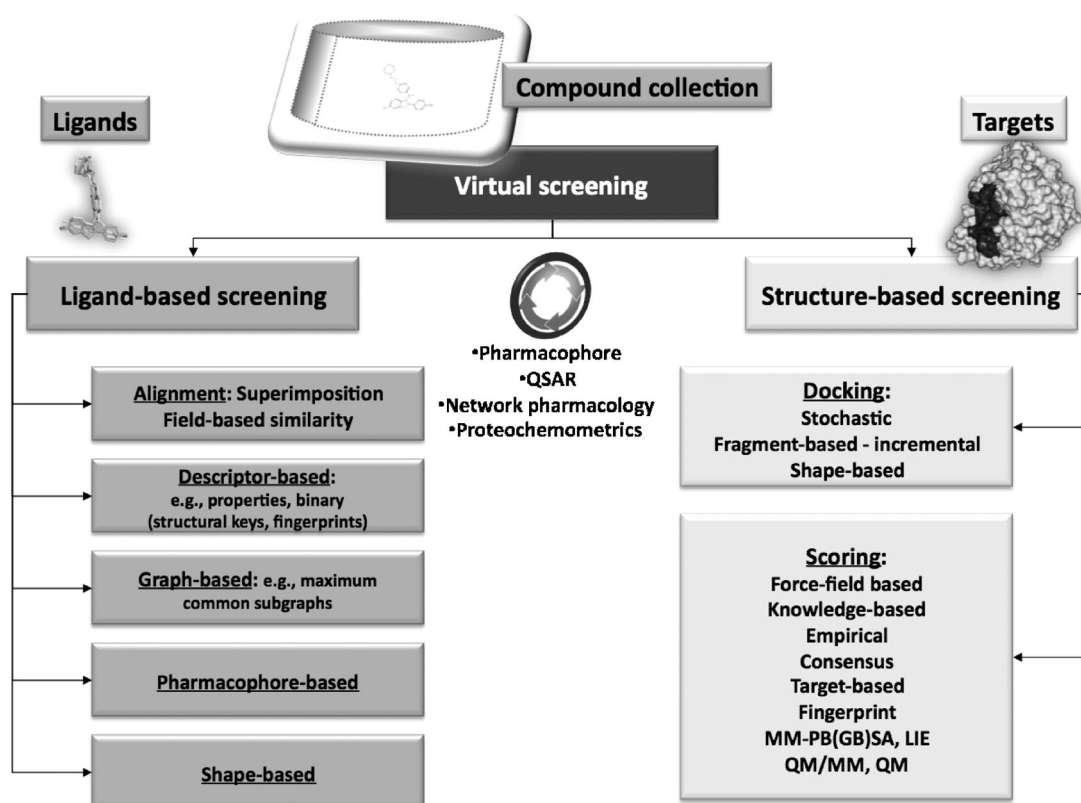 Compound collection
Ligands
Targets
Virtual screening
Ligand-based screening
Structure-based screening
•Pharmacophore
•QSAR
•Network pharmacology
•Proteochemometrics
Alignment: Superimposition
Field-based similarity
Descriptor-based:
e.g., properties, binary
(structural keys, fingerprints)
Graph-based: e.g., maximum
common subgraphs
Pharmacophore-based
Shape-based
Docking:
Stochastic
Fragment-based - incremental
Shape-based
Scoring:
Force-field based
Knowledge-based
Empirical
Consensus
Target-based
Fingerprint
MM-PB(GB)SA, LIE
QM/MM, QM